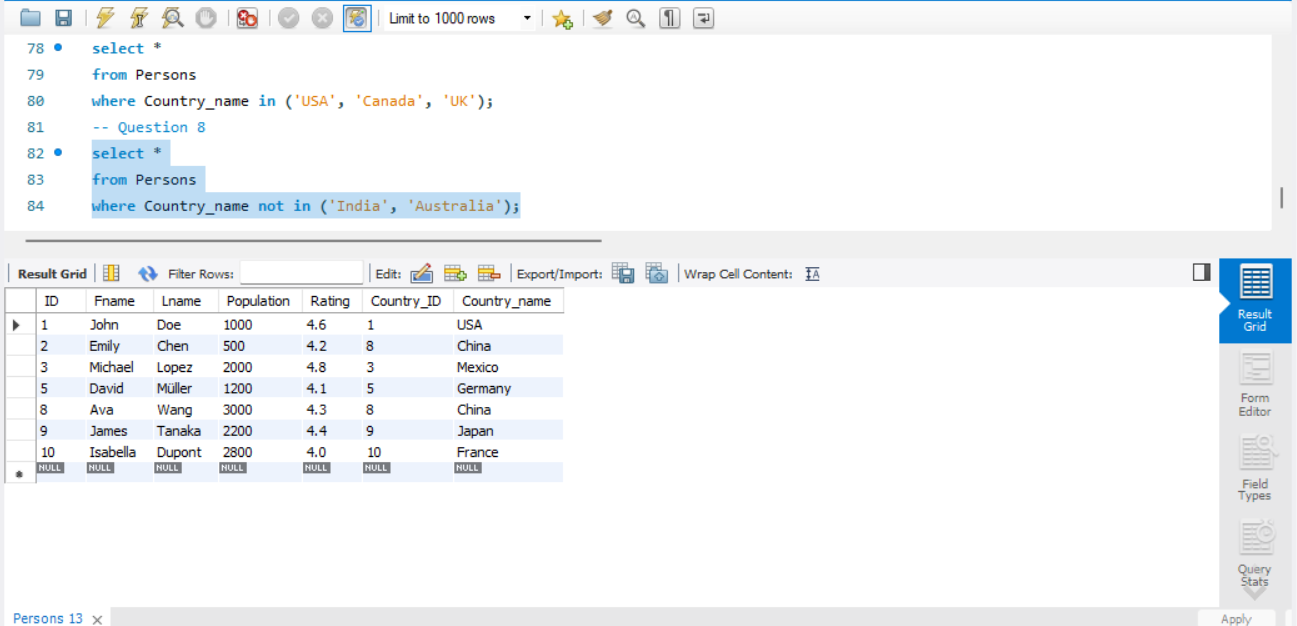 Limit to 1000 rows
78 select *
79 from Persons
80 where Country_name in ('USA', 'Canada', 'UK');
81 -- Question 8
82 select *
83 from Persons
84 where Country_name not in ('India', 'Australia');
Result Grid Filter Rows: Edit: Export/Import: Wrap Cell Content: IA
ID Fname Lname Population Rating Country_ID Country_name
1 John Doe 1000 4.6 1 USA
2 Emily Chen 500 4.2 8 China
3 Michael Lopez 2000 4.8 3 Mexico
5 David Müller 1200 4.1 5 Germany
8 Ava Wang 3000 4.3 8 China
9 James Tanaka 2200 4.4 9 Japan
10 Isabella Dupont 2800 4.0 10 France
NULL NULL NULL NULL NULL NULL NULL
Result
Grid
Form
Editor
Field
Types
Query
Stats
Persons 13
Apply